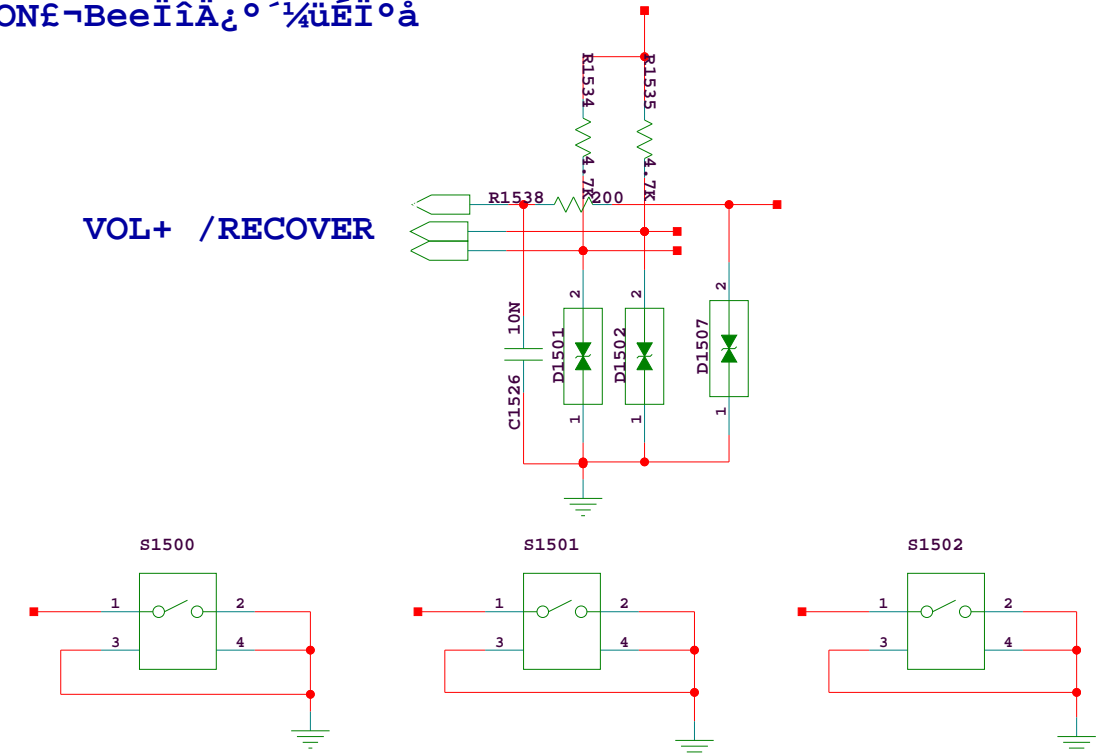 ON£¬BeeÏîÄ¿º´¼üÉÏºå
R1534
R1535
4.7K
4.7K
R1538
200
VOL+ /RECOVER
10N
C1526
2
D1501
1
2
D1502
1
2
D1507
1
S1500
1
2
3
4
S1501
1
2
3
4
S1502
1
2
3
4